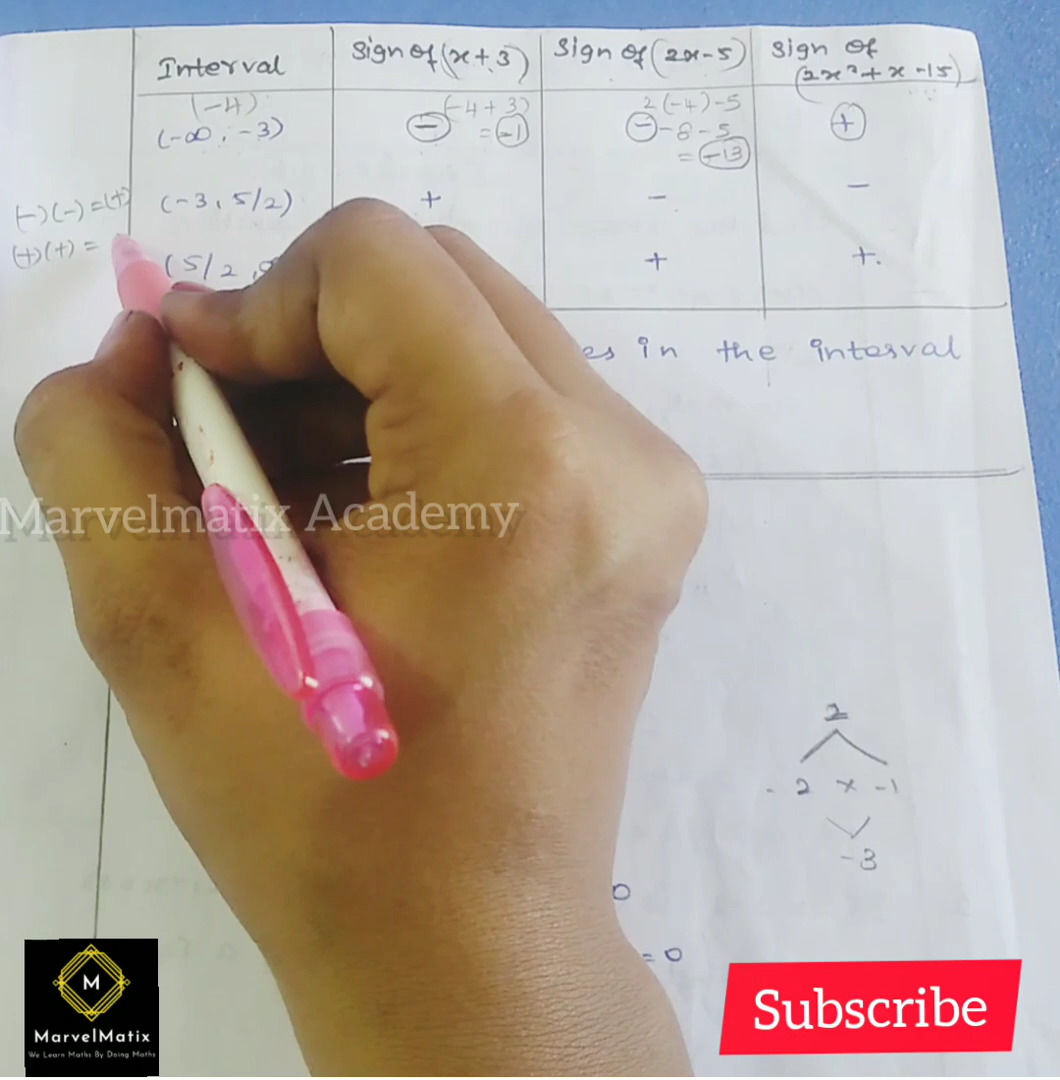 Interval
Sign of (x+3)
Sign of (2x-5)
Sign of
(2x²+x-15)
(-4)
(-∞, -3)
(-4+3)
(-) = (-1)
2(-4)-5
(-) -8-5
= (-13)
(+)
(-)(-)=(+)
(-3, 5/2)
+
-
-
(+)(+) =
(5/2,
+
+.
es in the interval
Marvelmatix Academy
2
-2 x -1
-3
0
= 0
M
MarvelMatix
We Learn Maths By Doing Maths
Subscribe